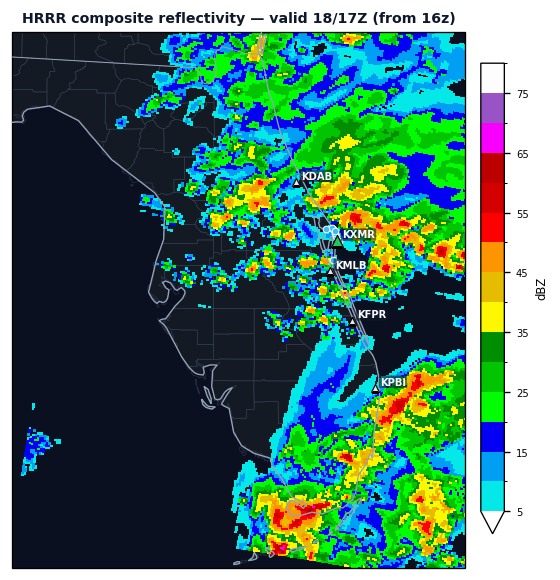 HRRR composite reflectivity — valid 18/17Z (from 16z)
KDAB
KXMR
KMLB
KFPR
KPBI
75
65
55
45
35
25
15
5
dBZ